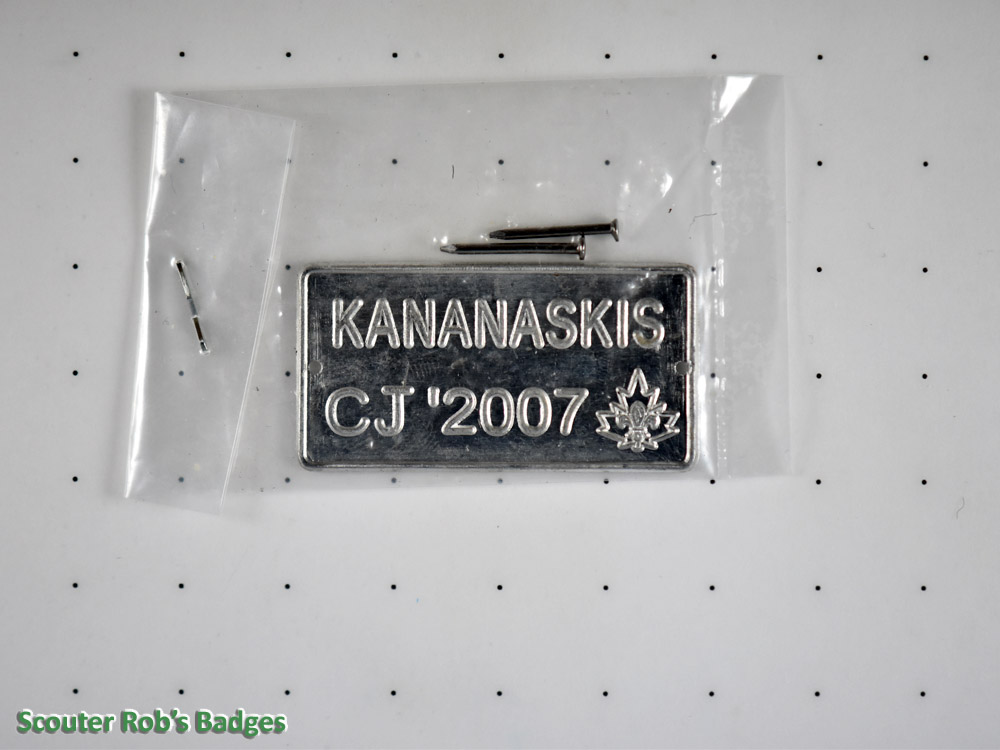 KANANASKIS
CJ '2007
Scouter Rob's Badges